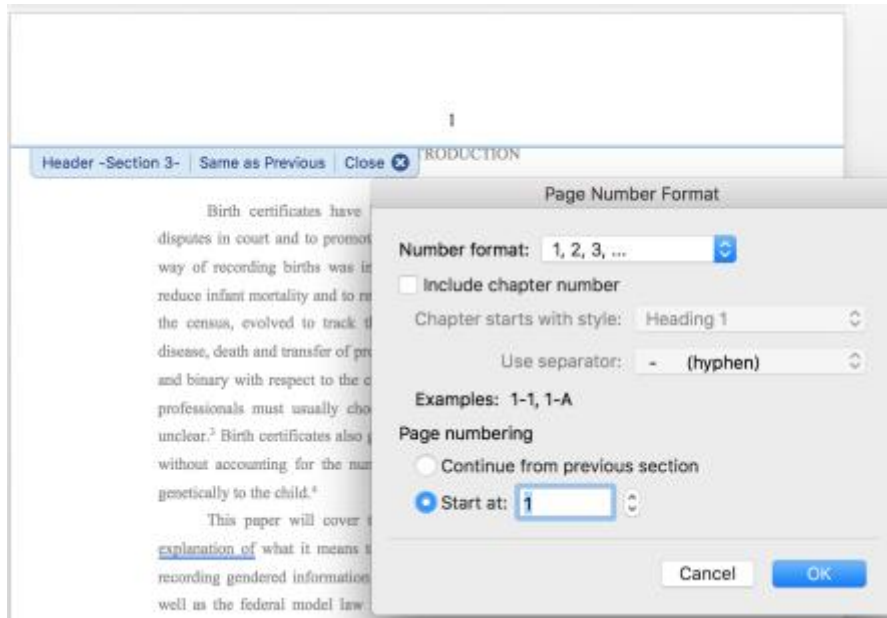 1
Header -Section 3- Same as Previous Close
RODUCTION
Page Number Format
Birth certificates have
disputes in court and to promot
way of recording births was in
reduce infant mortality and to re
the census, evolved to track t
disease, death and transfer of pro
and binary with respect to the c
professionals must usually cho
unclear.³ Birth certificates also
without accounting for the nu
genetically to the child.⁴
This paper will cover
explanation of what it means t
recording gendered information
well as the federal model law
Number format: 1, 2, 3, ...
Include chapter number
Chapter starts with style: Heading 1
Use separator: - (hyphen)
Examples: 1-1, 1-A
Page numbering
Continue from previous section
Start at: 1
Cancel OK